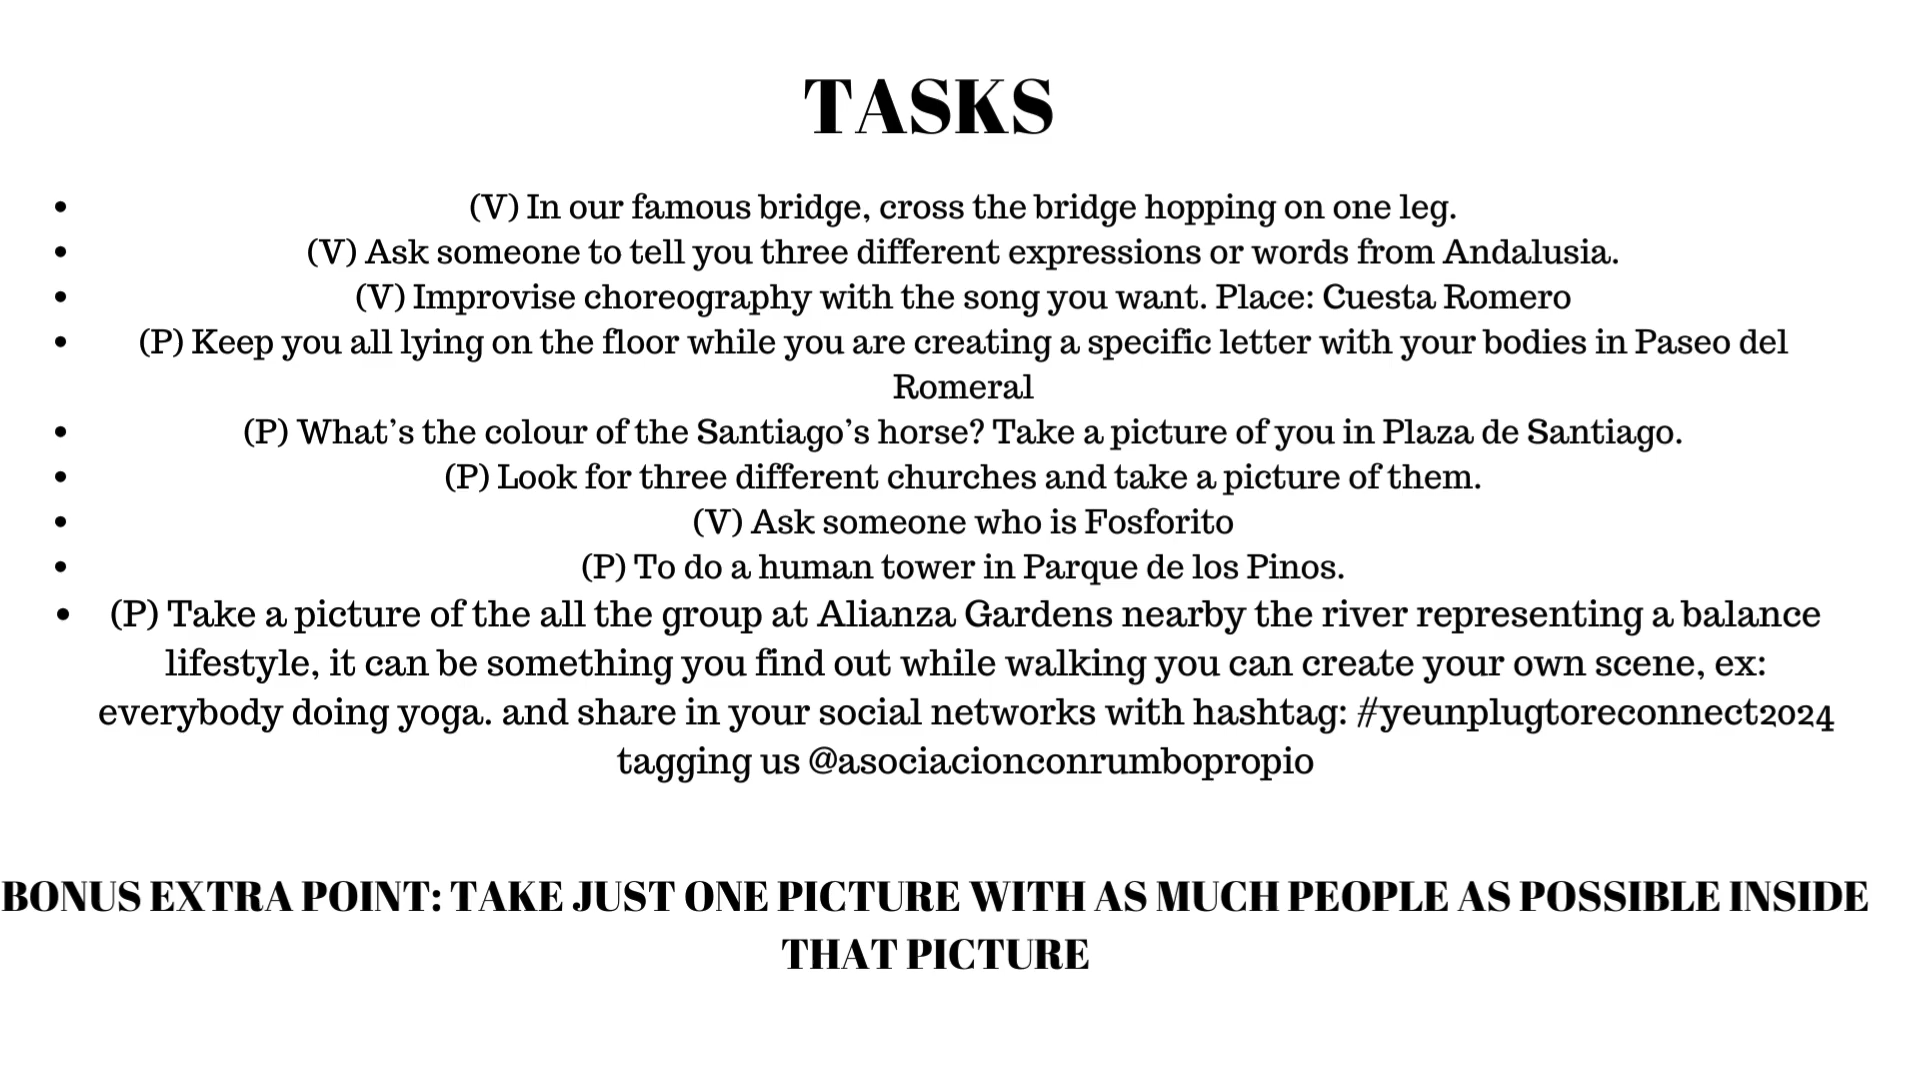 TASKS
• (V) In our famous bridge, cross the bridge hopping on one leg.
• (V) Ask someone to tell you three different expressions or words from Andalusia.
• (V) Improvise choreography with the song you want. Place: Cuesta Romero
• (P) Keep you all lying on the floor while you are creating a specific letter with your bodies in Paseo del
Romeral
• (P) What's the colour of the Santiago's horse? Take a picture of you in Plaza de Santiago.
• (P) Look for three different churches and take a picture of them.
• (V) Ask someone who is Fosforito
• (P) To do a human tower in Parque de los Pinos.
• (P) Take a picture of the all the group at Alianza Gardens nearby the river representing a balance
lifestyle, it can be something you find out while walking you can create your own scene, ex:
everybody doing yoga. and share in your social networks with hashtag: #yeunplugtoreconnect2024
tagging us @asociacionconrumbopropio
BONUS EXTRA POINT: TAKE JUST ONE PICTURE WITH AS MUCH PEOPLE AS POSSIBLE INSIDE
THAT PICTURE